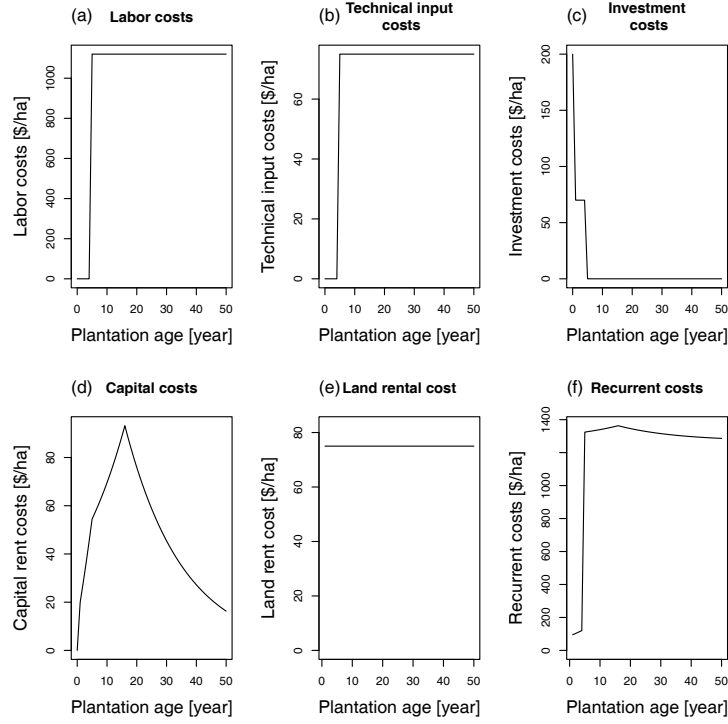 (a) Labor costs
Labor costs [$/ha]
0 200 400 600 800 1000
0 10 20 30 40 50
Plantation age [year]
(b) Technical input
costs
Technical input costs [$/ha]
0 20 40 60
0 10 20 30 40 50
Plantation age [year]
(c) Investment
costs
Investment costs [$/ha]
0 50 100 150 200
0 10 20 30 40 50
Plantation age [year]
(d) Capital costs
Capital rent costs [$/ha]
0 20 40 60 80
0 10 20 30 40 50
Plantation age [year]
(e) Land rental cost
Land rent cost [$/ha]
0 20 40 60 80
0 10 20 30 40 50
Plantation age [year]
(f) Recurrent costs
Recurrent costs [$/ha]
0 200 400 600 800 1000 1400
0 10 20 30 40 50
Plantation age [year]